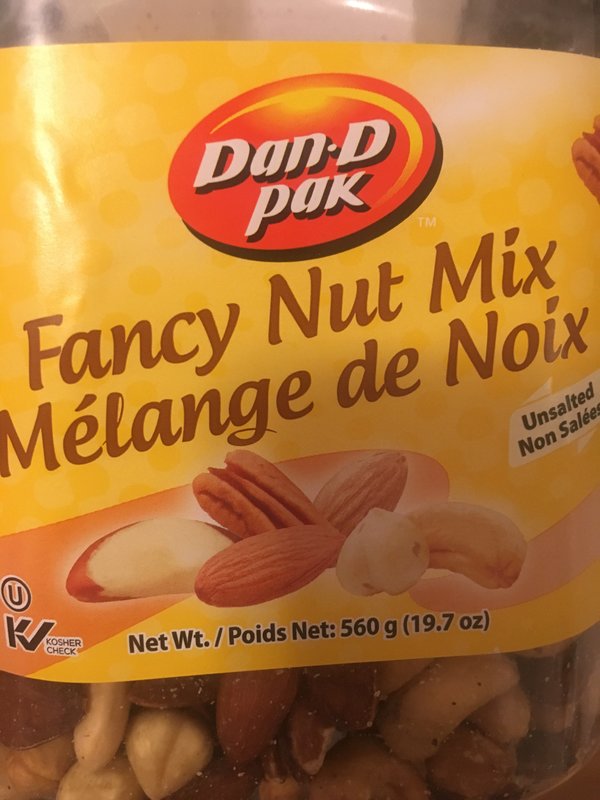 Dan·D
pak
TM
Fancy Nut Mix
Mélange de Noix
Unsalted
Non Salées
U
KV KOSHER
CHECK
Net Wt. / Poids Net: 560 g (19.7 oz)